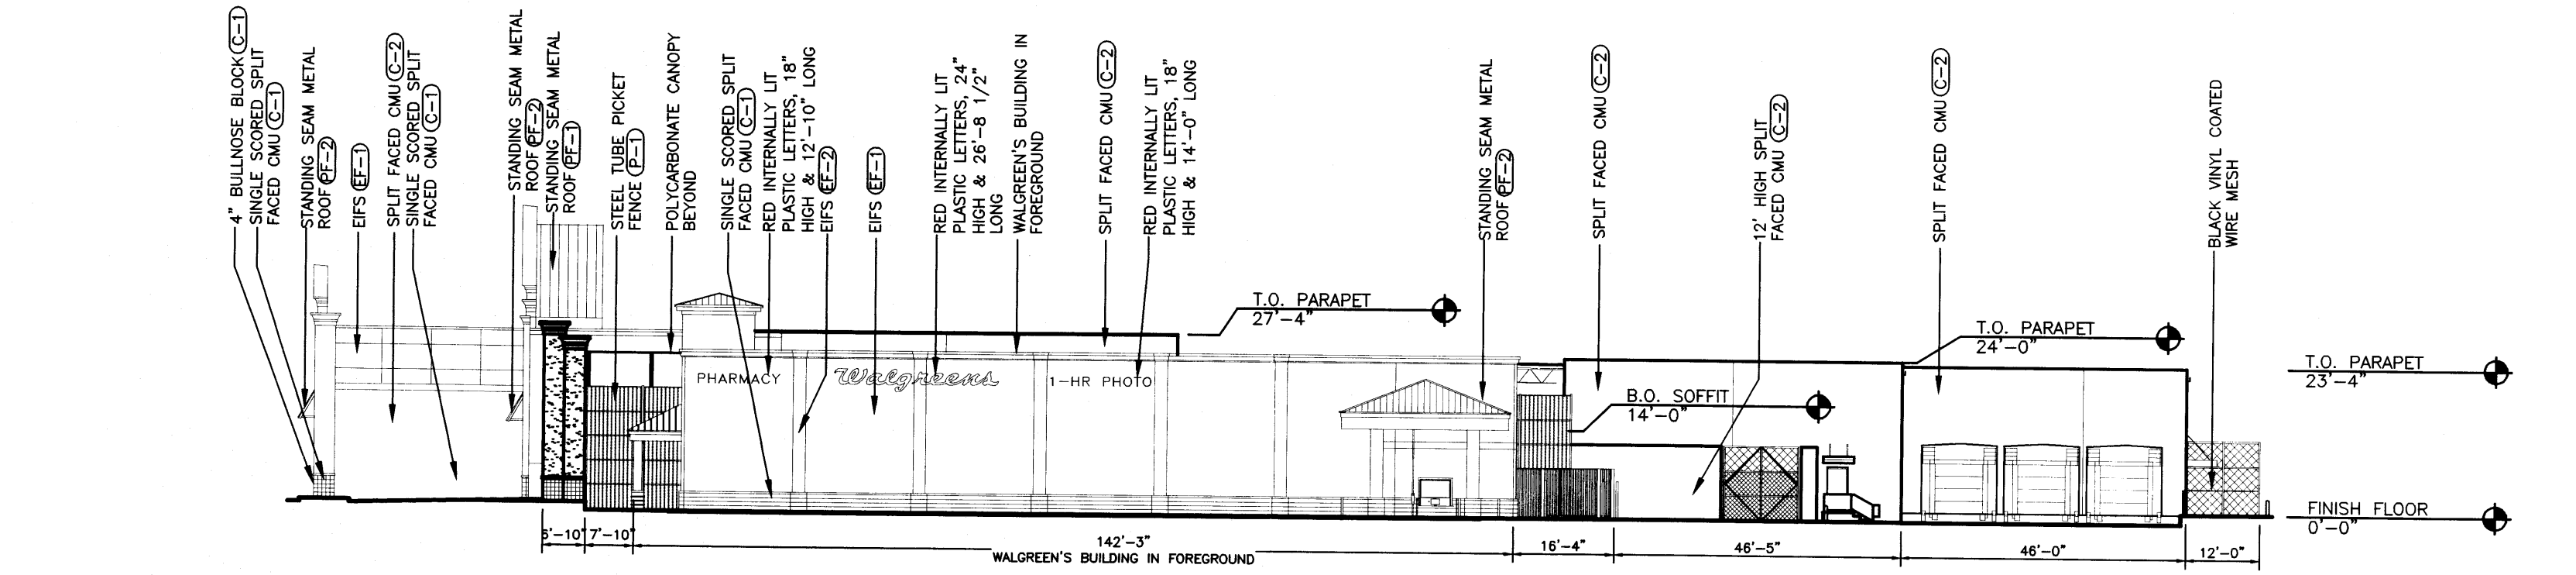 4" BULLNOSE BLOCK C-1
SINGLE SCORED SPLIT
FACED CMU C-1
STANDING SEAM METAL
ROOF PF-2
EIFS EF-1
SPLIT FACED CMU C-2
SINGLE SCORED SPLIT
FACED CMU C-1
STANDING SEAM METAL
ROOF PF-2
STANDING SEAM METAL
ROOF PF-1
STEEL TUBE PICKET
FENCE P-1
POLYCARBONATE CANOPY
BEYOND
SINGLE SCORED SPLIT
FACED CMU C-1
RED INTERNALLY LIT
PLASTIC LETTERS, 18"
HIGH & 12'-10" LONG
EIFS EF-2
EIFS EF-1
RED INTERNALLY LIT
PLASTIC LETTERS, 24"
HIGH & 26'-8 1/2"
LONG
WALGREEN'S BUILDING IN
FOREGROUND
SPLIT FACED CMU C-2
RED INTERNALLY LIT
PLASTIC LETTERS, 18"
HIGH & 14'-0" LONG
STANDING SEAM METAL
ROOF PF-2
SPLIT FACED CMU C-2
12' HIGH SPLIT
FACED CMU C-2
SPLIT FACED CMU C-2
BLACK VINYL COATED
WIRE MESH
T.O. PARAPET
27'-4"
T.O. PARAPET
24'-0"
T.O. PARAPET
23'-4"
B.O. SOFFIT
14'-0"
PHARMACY
Walgreens
1-HR PHOTO
FINISH FLOOR
0'-0"
6'-10"
7'-10"
142'-3"
WALGREEN'S BUILDING IN FOREGROUND
16'-4"
46'-5"
46'-0"
12'-0"